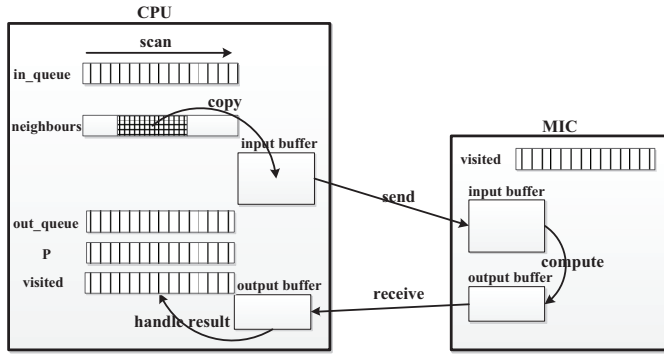 CPU
scan
in_queue
copy
neighbours
input buffer
MIC
visited
input buffer
send
out_queue
P
compute
visited
output buffer
output buffer
receive
handle result